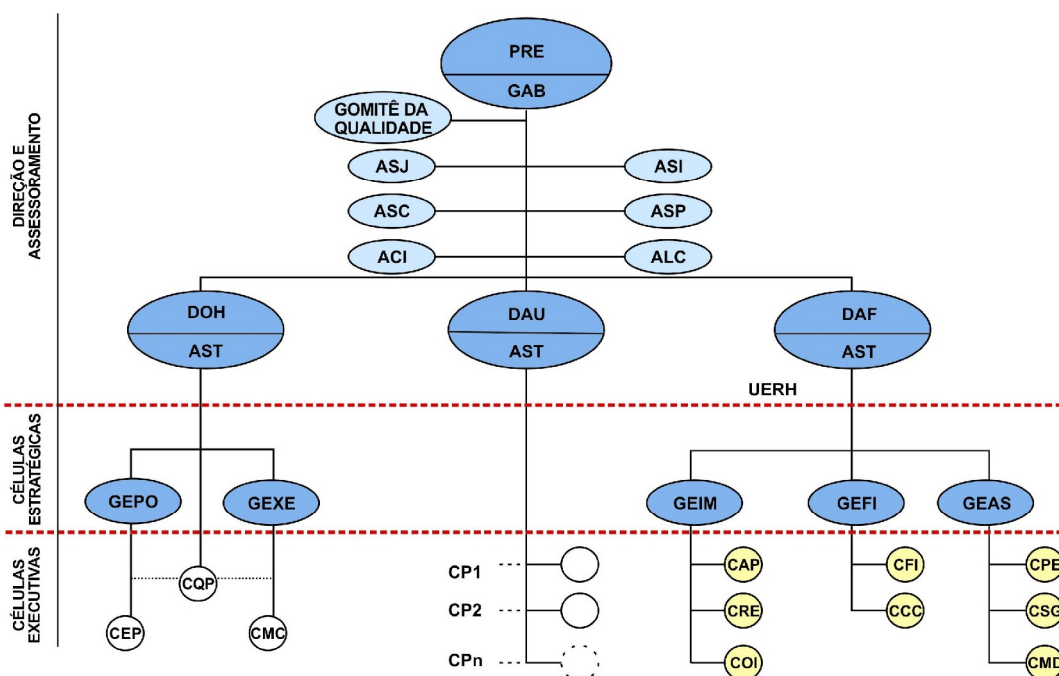 PRE
GAB
GOMITÊ DA
QUALIDADE
ASJ
ASI
ASC
ASP
ACI
ALC
DIREÇÃO E
ASSESSORAMENTO
DOH
AST
DAU
AST
DAF
AST
UERH
CÉLULAS
ESTRATÉGICAS
GEPO
GEXE
GEIM
GEFI
GEAS
CÉLULAS
EXECUTIVAS
CQP
CEP
CMC
CP1
CP2
CPn
CAP
CRE
COI
CFI
CCC
CPE
CSG
CMD